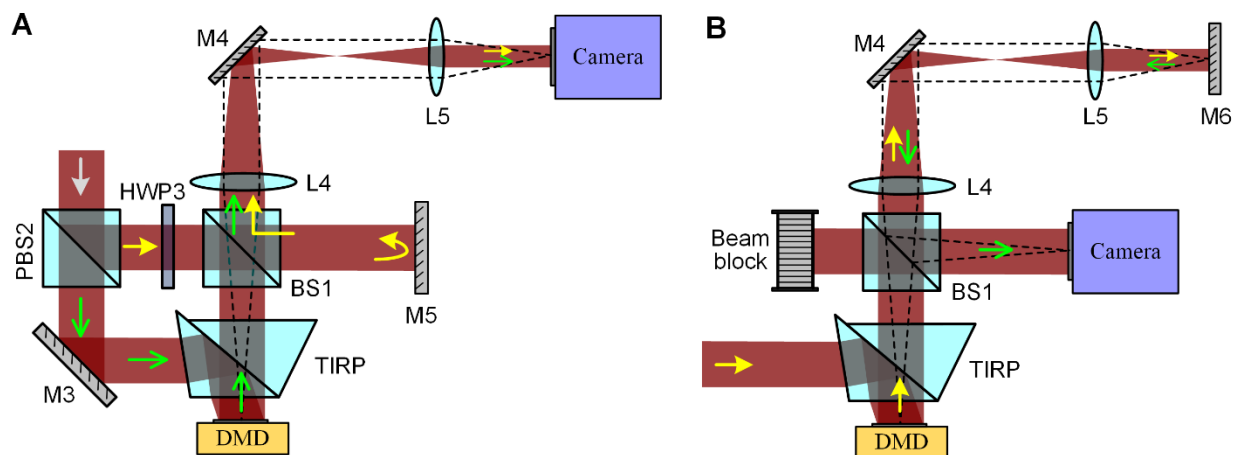 A
M4
L5
Camera
HWP3
L4
PBS2
BS1
M5
M3
TIRP
DMD
B
M4
L5
M6
L4
Beam
block
BS1
Camera
TIRP
DMD